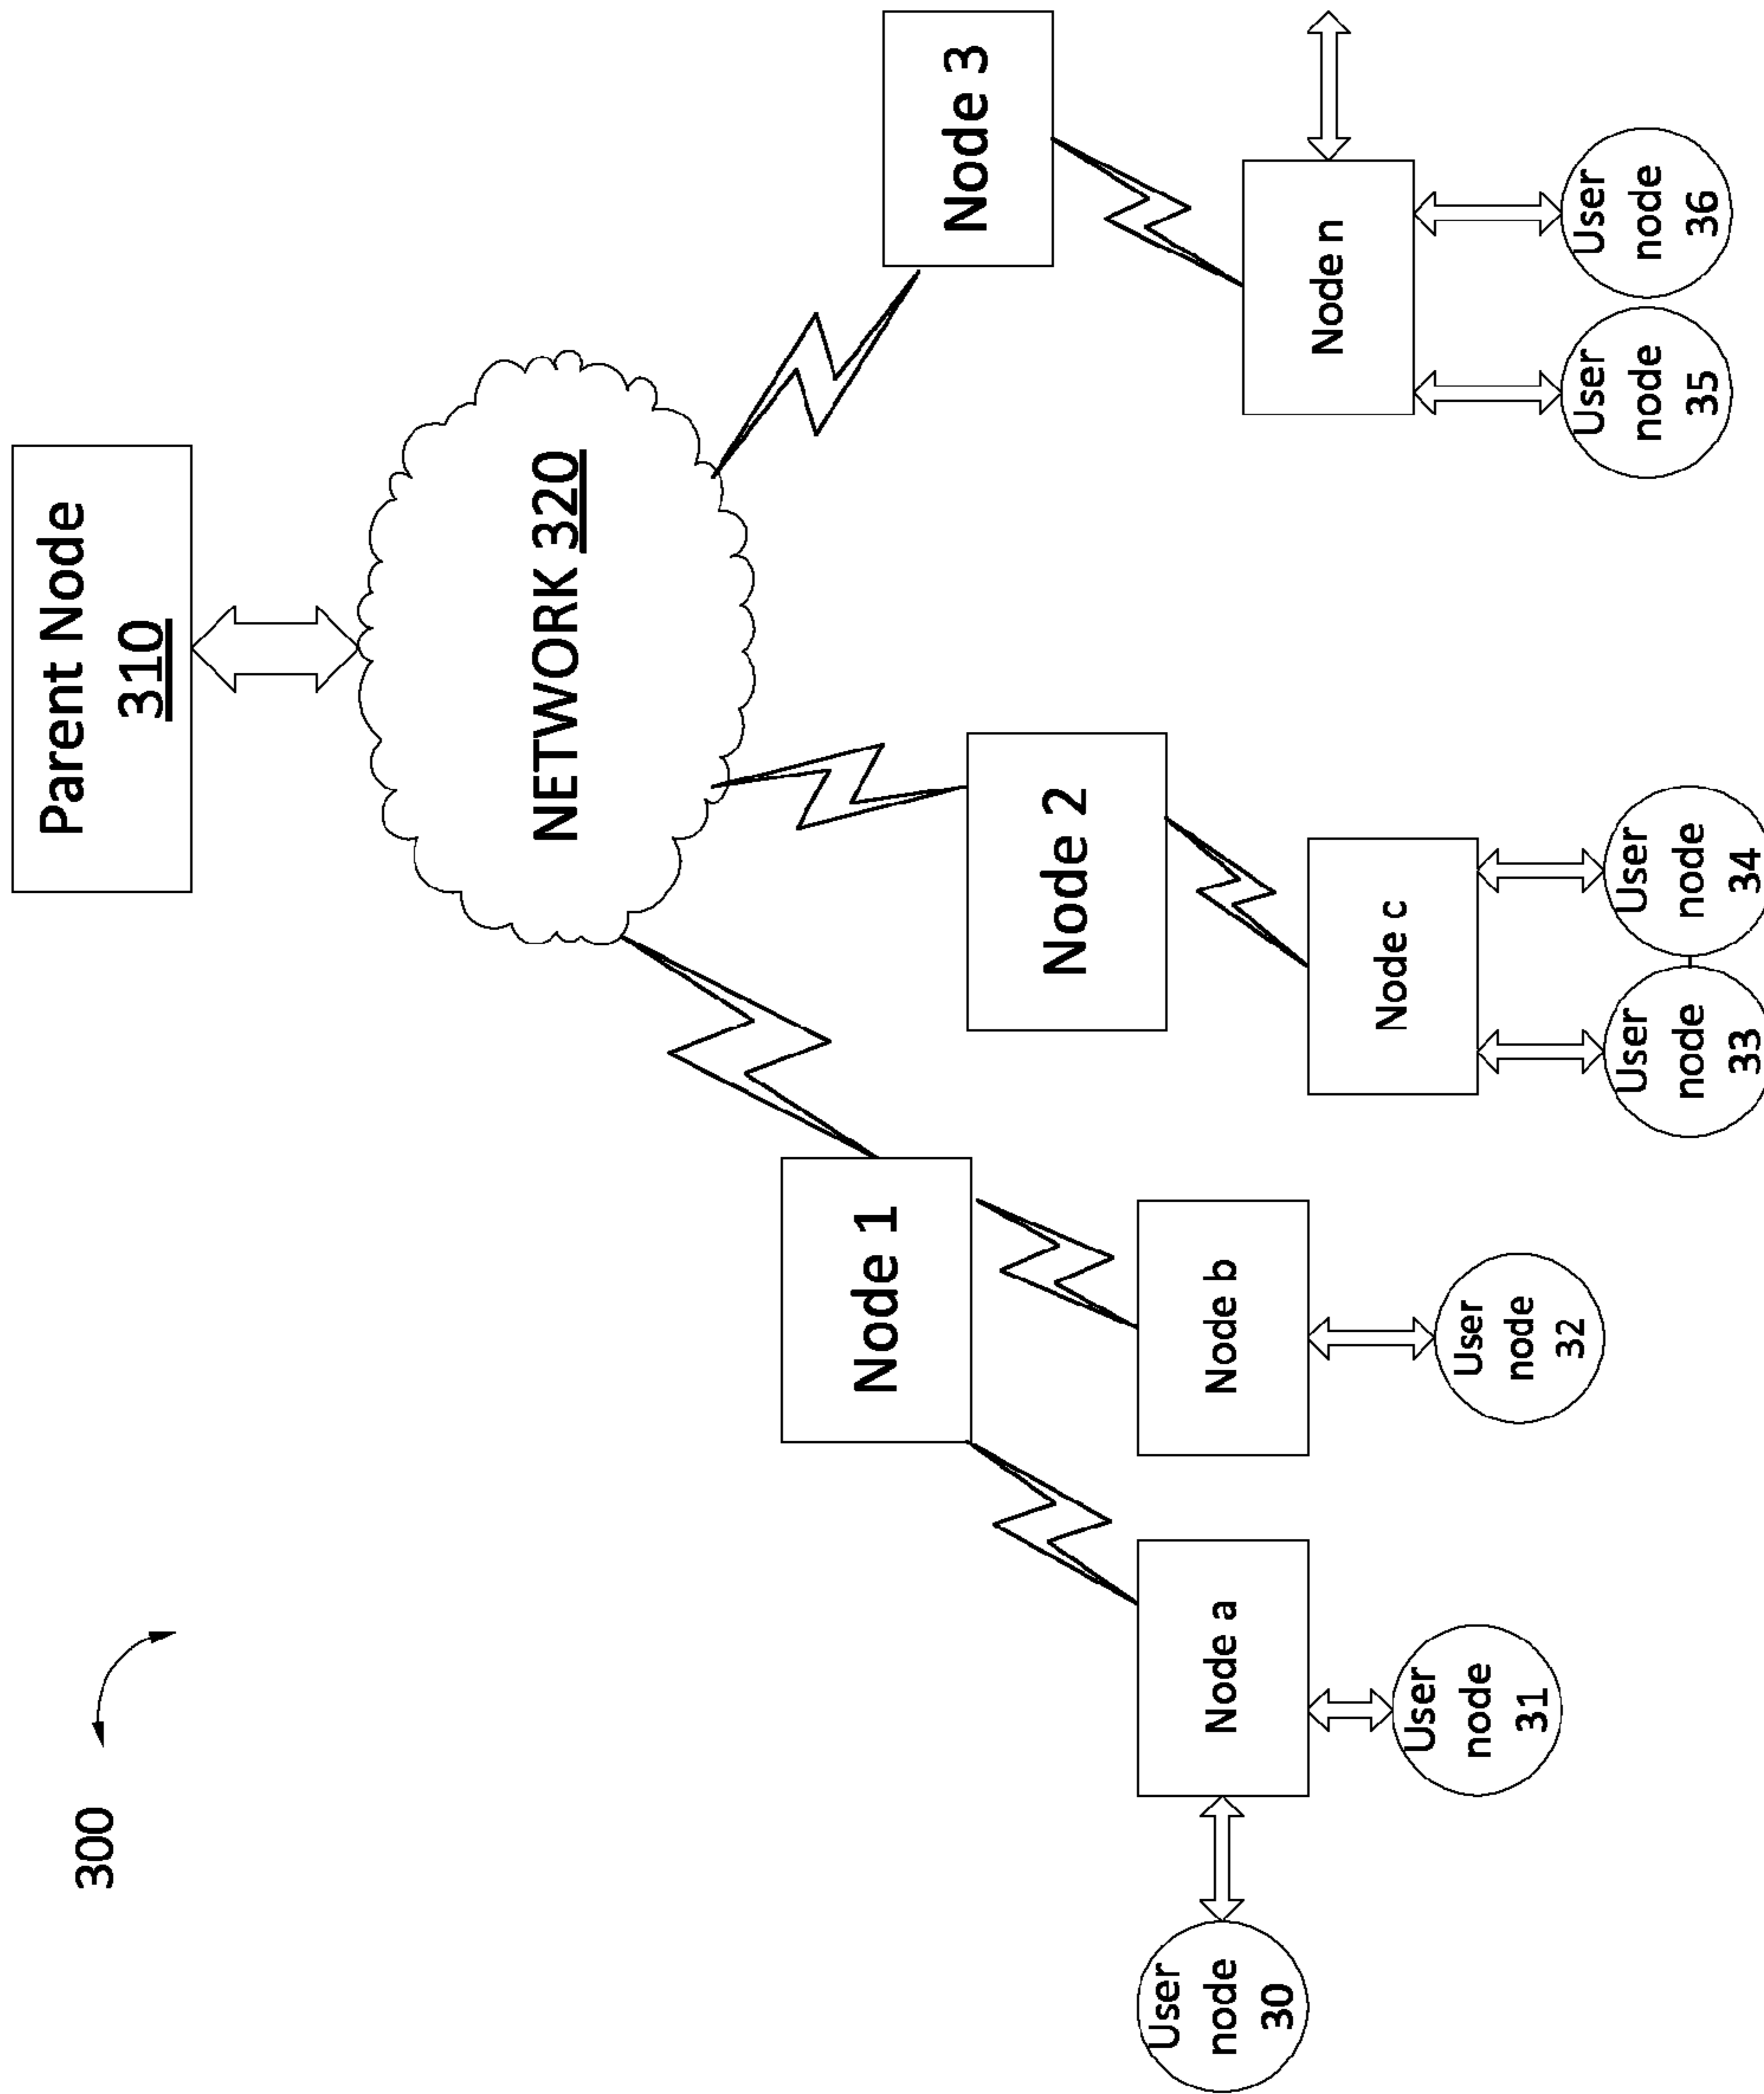 300
Parent Node
310
NETWORK 320
Node 1
Node 2
Node 3
Node a
Node b
Node c
Node n
User
node
30
User
node
31
User
node
32
User
node
33
User
node
34
User
node
35
User
node
36